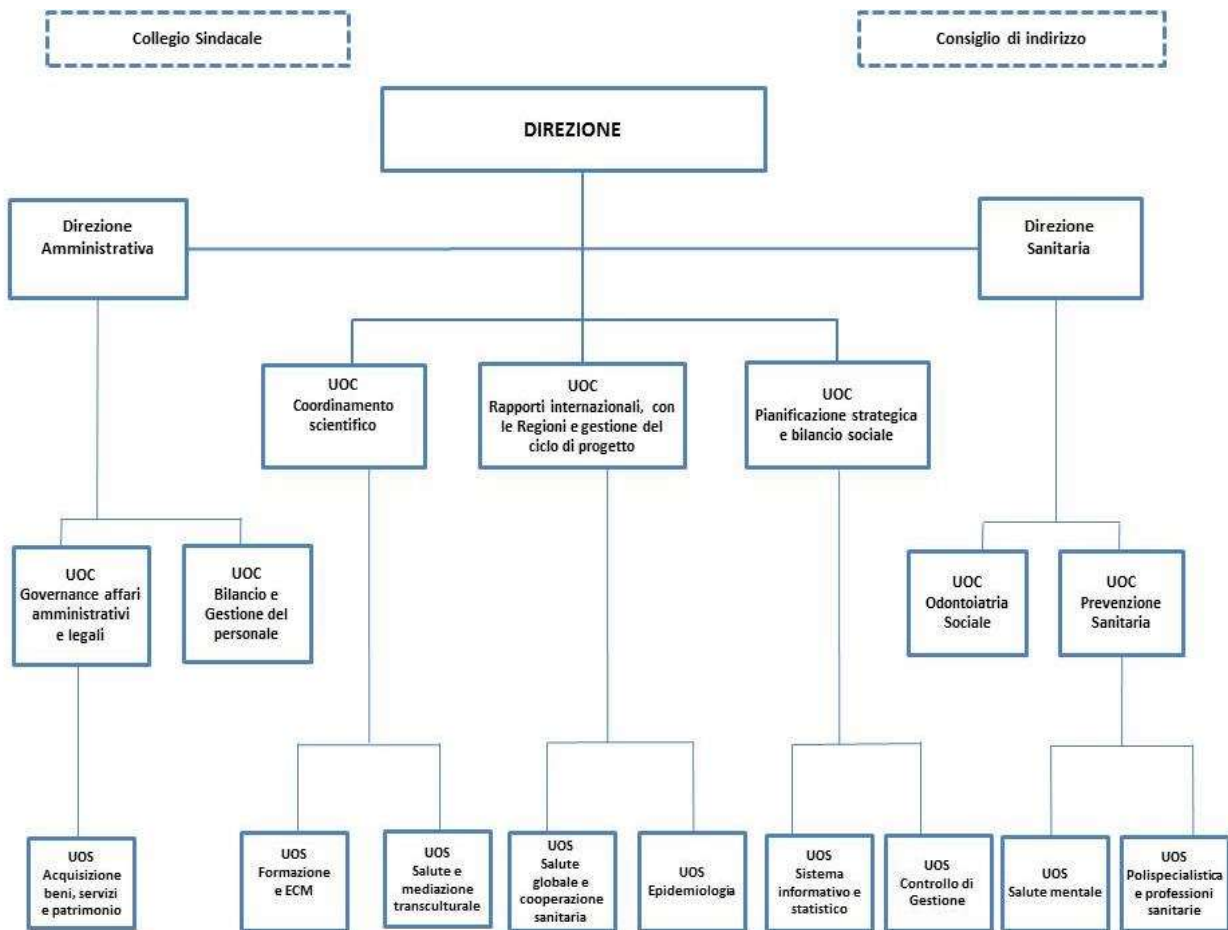 Collegio Sindacale
Consiglio di indirizzo
DIREZIONE
Direzione
Amministrativa
Direzione
Sanitaria
UOC
Coordinamento
scientifico
UOC
Rapporti internazionali, con
le Regioni e gestione del
ciclo di progetto
UOC
Pianificazione strategica
e bilancio sociale
UOC
Governance affari
amministrativi
e legali
UOC
Bilancio e
Gestione del
personale
UOC
Odontoiatria
Sociale
UOC
Prevenzione
Sanitaria
UOS
Acquisizione
beni, servizi
e patrimonio
UOS
Formazione
e ECM
UOS
Salute e
mediazione
transculturale
UOS
Salute
globale e
cooperazione
sanitaria
UOS
Epidemiologia
UOS
Sistema
informativo e
statistico
UOS
Controllo di
Gestione
UOS
Salute mentale
UOS
Polispecialistica
e professioni
sanitarie